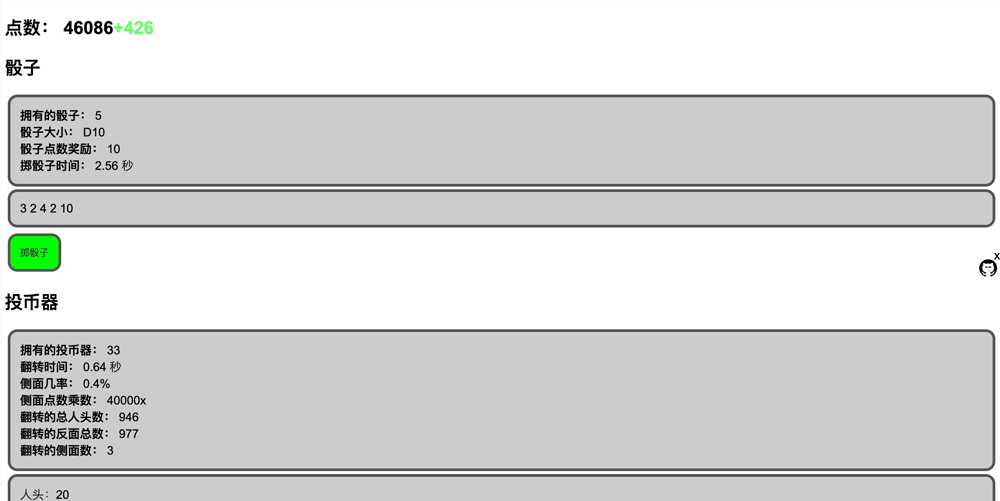 点数： 46086+426
骰子
拥有的骰子： 5
骰子大小： D10
骰子点数奖励： 10
掷骰子时间： 2.56 秒
3 2 4 2 10
掷骰子
x
投币器
拥有的投币器： 33
翻转时间： 0.64 秒
侧面几率： 0.4%
侧面点数乘数： 40000x
翻转的总人头数： 946
翻转的反面总数： 977
翻转的侧面数： 3
人头：20